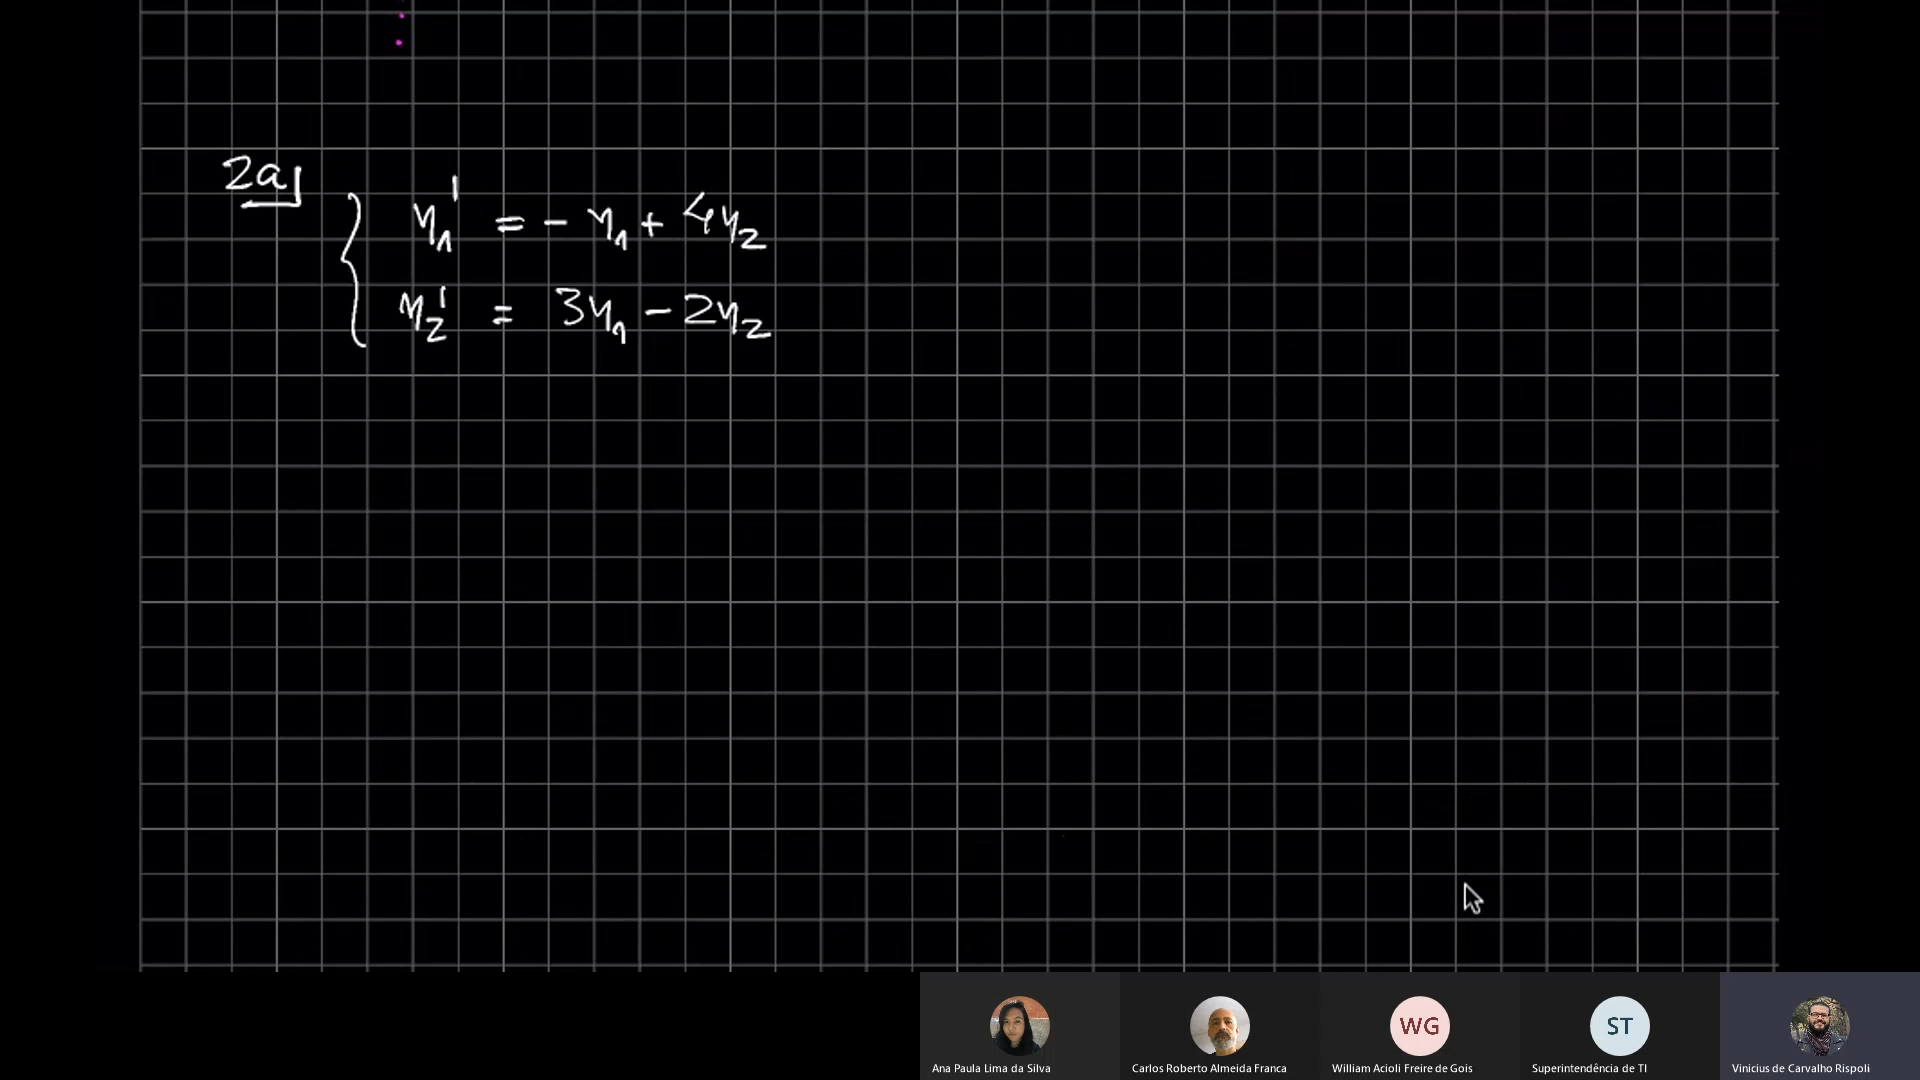 2a
y₁' = - y₁ + 4y₂
y₂' = 3y₁ - 2y₂
WG
ST
Ana Paula Lima da Silva
Carlos Roberto Almeida Franca
William Acioli Freire de Gois
Superintendência de TI
Vinicius de Carvalho Rispoli